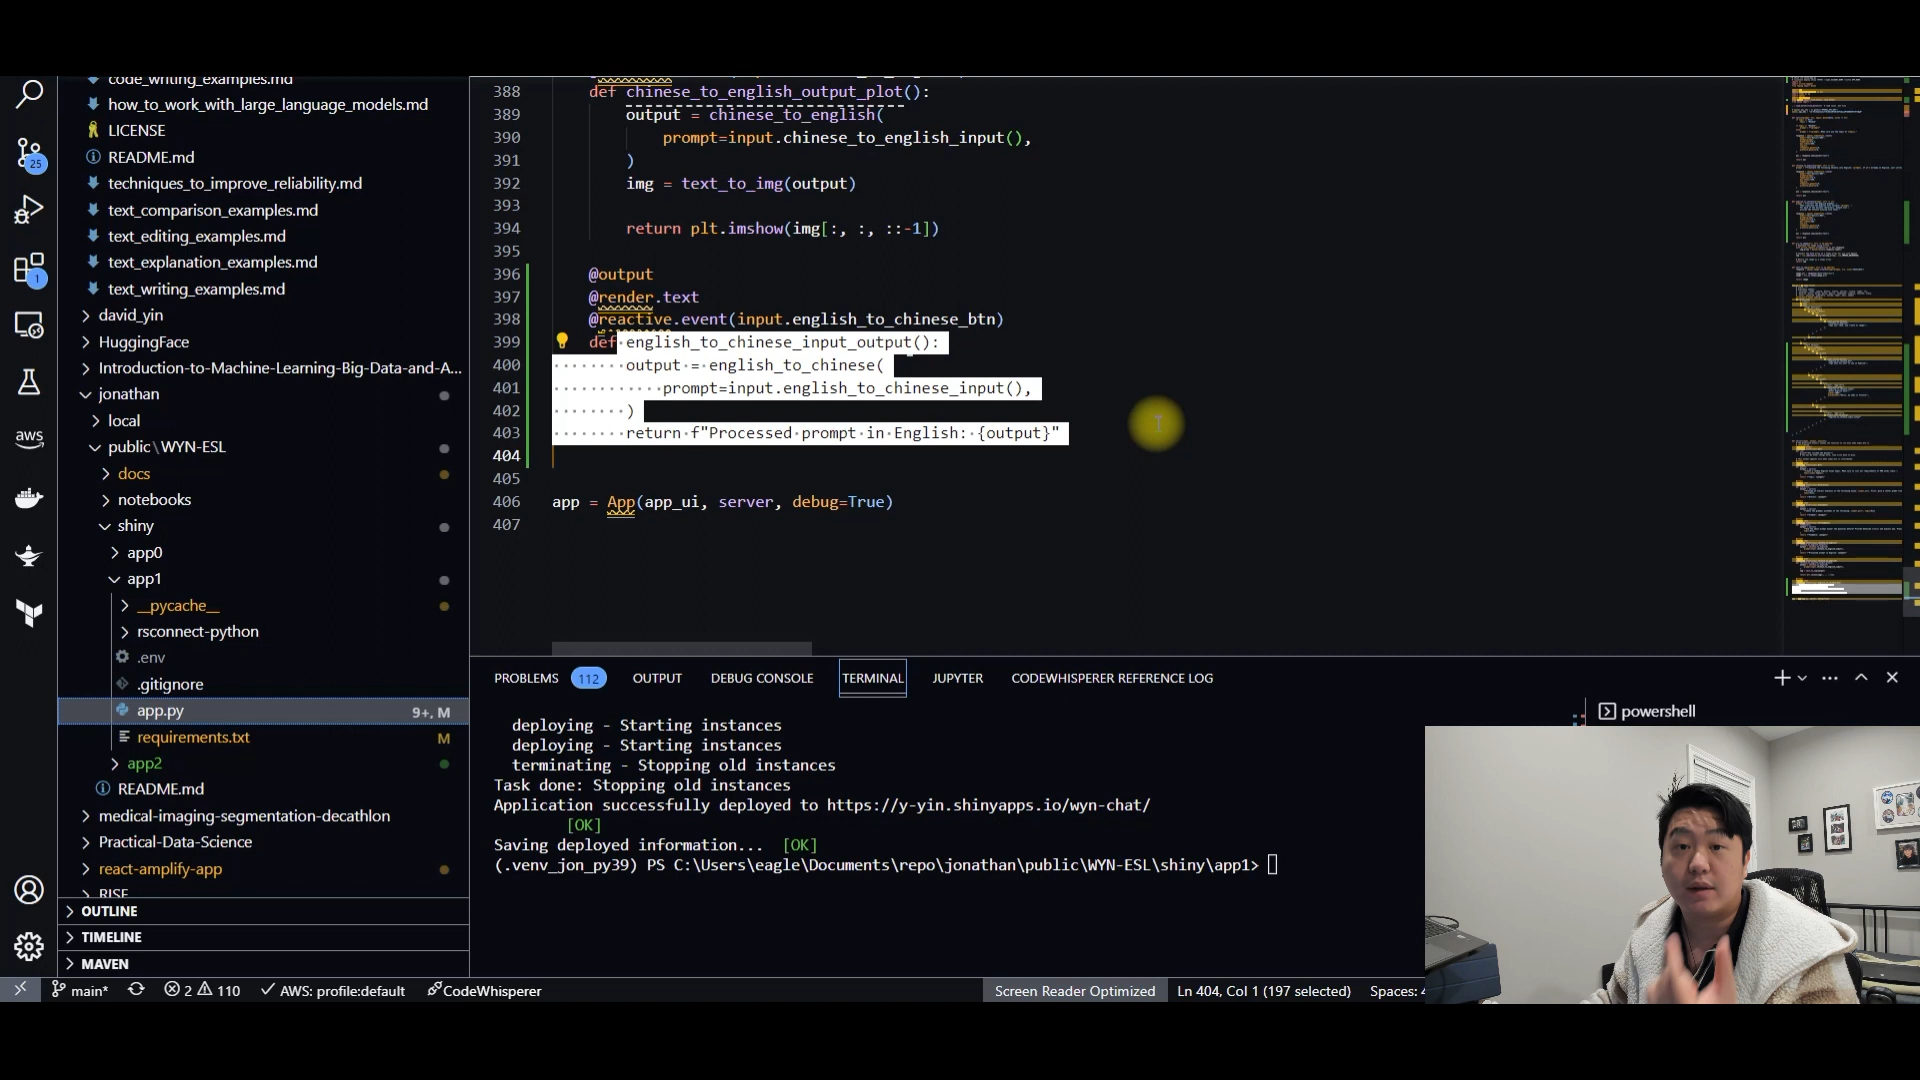 code_writing_examples.md
how_to_work_with_large_language_models.md
LICENSE
README.md
techniques_to_improve_reliability.md
text_comparison_examples.md
text_editing_examples.md
text_explanation_examples.md
text_writing_examples.md
david_yin
HuggingFace
Introduction-to-Machine-Learning-Big-Data-and-A...
jonathan
local
public\WYN-ESL
docs
notebooks
shiny
app0
app1
__pycache__
rsconnect-python
.env
.gitignore
app.py 9+, M
requirements.txt M
app2
README.md
medical-imaging-segmentation-decathlon
Practical-Data-Science
react-amplify-app
RISE
OUTLINE
TIMELINE
MAVEN
25
1
aws
388 def chinese_to_english_output_plot():
389 output = chinese_to_english(
390 prompt=input.chinese_to_english_input(),
391 )
392 img = text_to_img(output)
393
394 return plt.imshow(img[:, :, ::-1])
395
396 @output
397 @render.text
398 @reactive.event(input.english_to_chinese_btn)
399 def english_to_chinese_input_output():
400 output = english_to_chinese(
401 prompt=input.english_to_chinese_input(),
402 )
403 return f"Processed prompt in English: {output}"
404
405
406 app = App(app_ui, server, debug=True)
407
PROBLEMS 112 OUTPUT DEBUG CONSOLE TERMINAL JUPYTER CODEWHISPERER REFERENCE LOG
powershell
deploying - Starting instances
deploying - Starting instances
terminating - Stopping old instances
Task done: Stopping old instances
Application successfully deployed to https://y-yin.shinyapps.io/wyn-chat/
[OK]
Saving deployed information... [OK]
(.venv_jon_py39) PS C:\Users\eagle\Documents\repo\jonathan\public\WYN-ESL\shiny\app1>
main* 2 110 AWS: profile:default CodeWhisperer Screen Reader Optimized Ln 404, Col 1 (197 selected) Spaces: